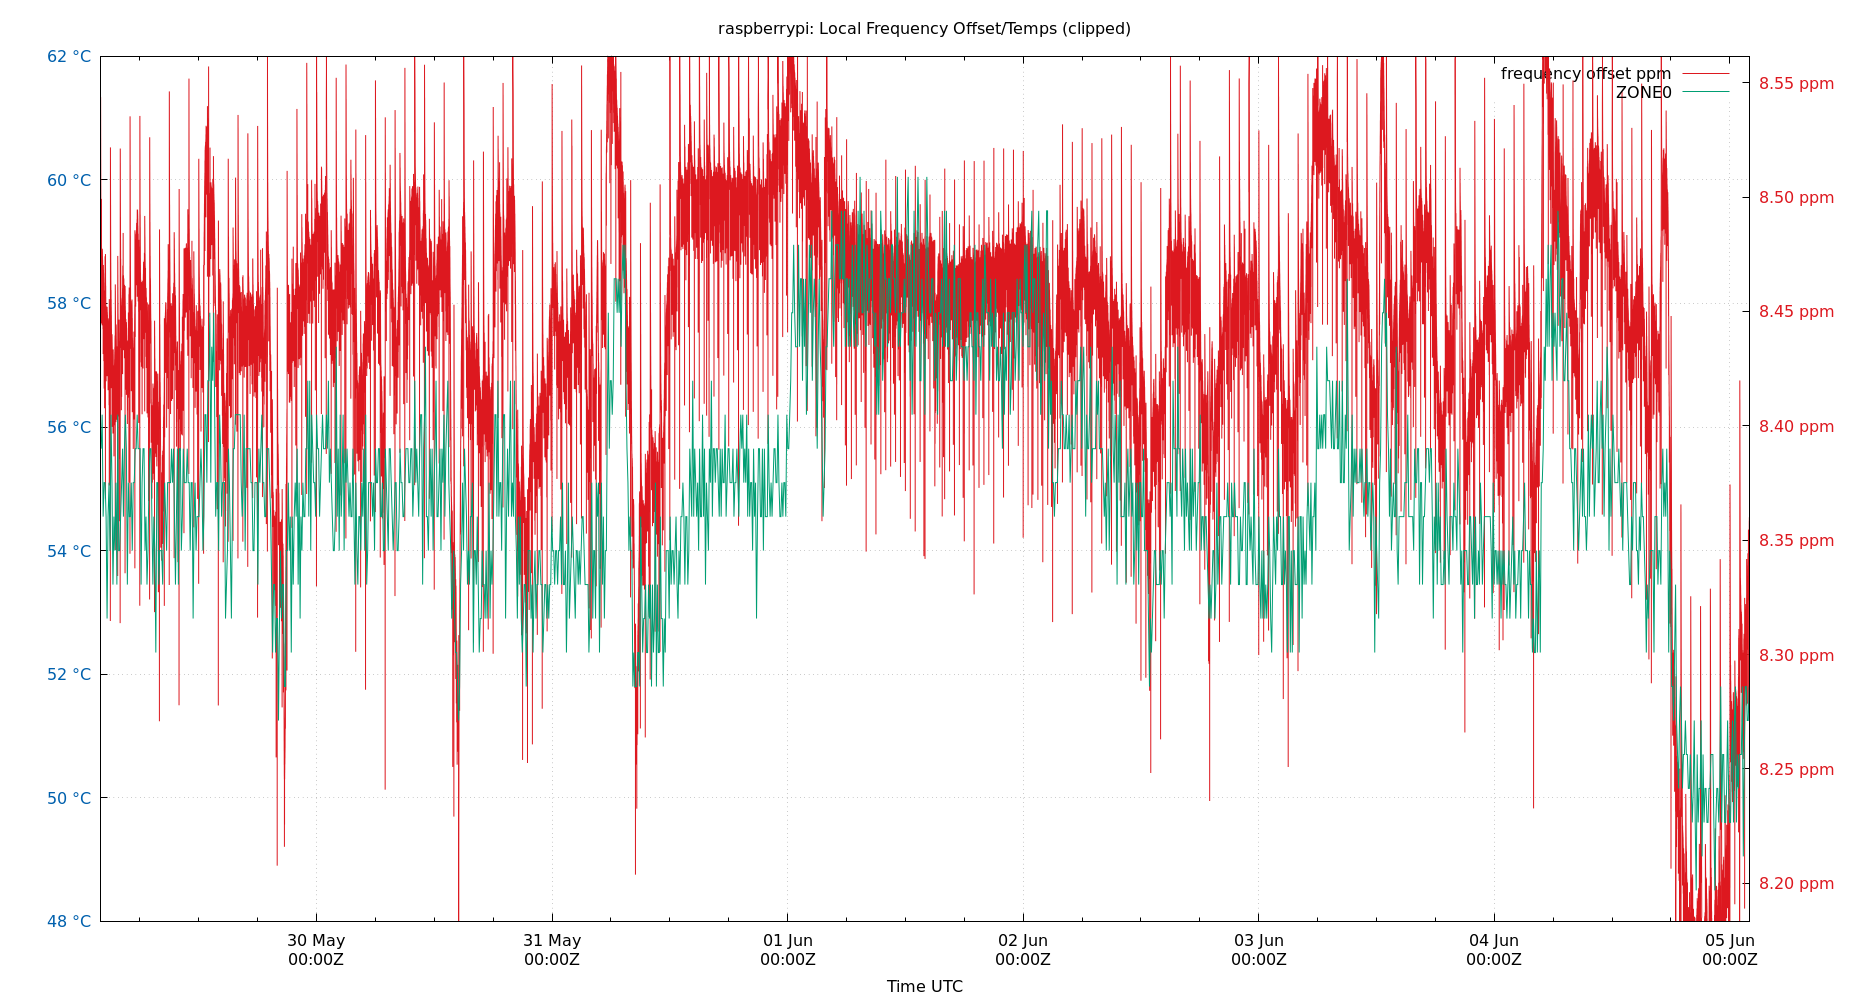 raspberrypi: Local Frequency Offset/Temps (clipped)
frequency offset ppm
ZONE0
62 °C
60 °C
58 °C
56 °C
54 °C
52 °C
50 °C
48 °C
8.55 ppm
8.50 ppm
8.45 ppm
8.40 ppm
8.35 ppm
8.30 ppm
8.25 ppm
8.20 ppm
30 May 31 May 01 Jun 02 Jun 03 Jun 04 Jun 05 Jun
00:00Z 00:00Z 00:00Z 00:00Z 00:00Z 00:00Z 00:00Z
Time UTC